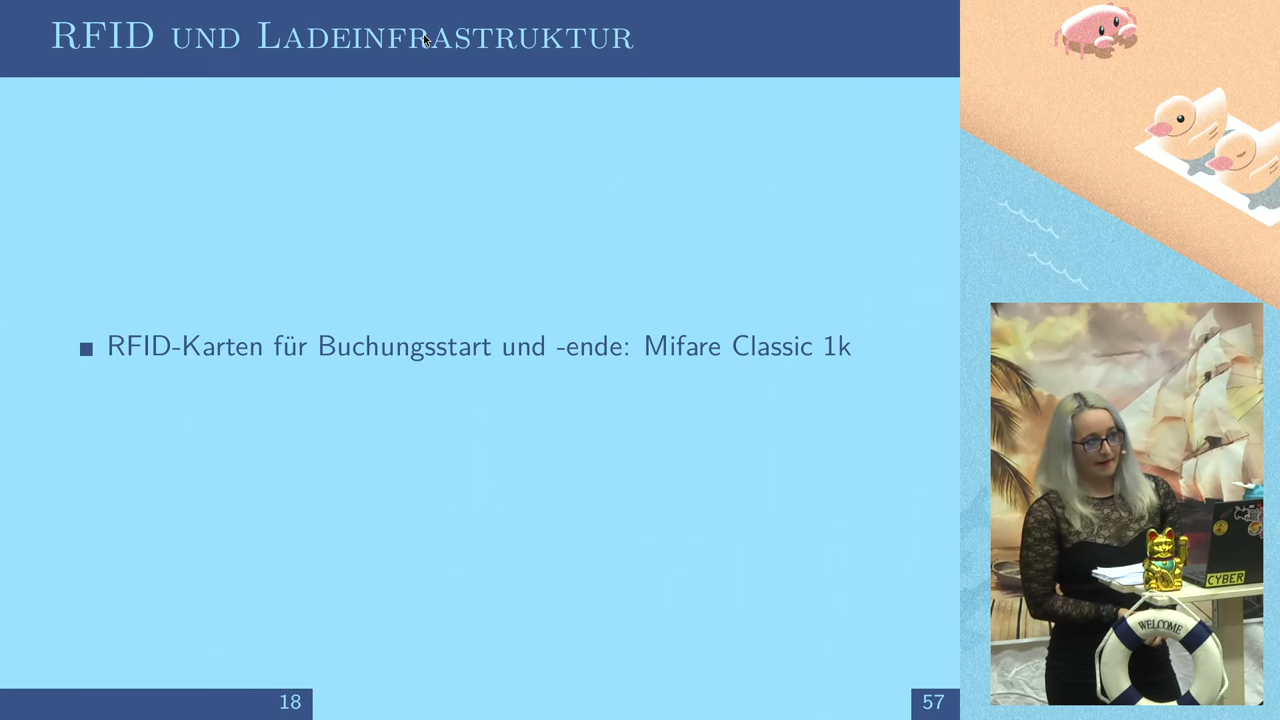 RFID und Ladeinfrastruktur
RFID-Karten für Buchungsstart und -ende: Mifare Classic 1k
18
57
CYBER
WELCOME